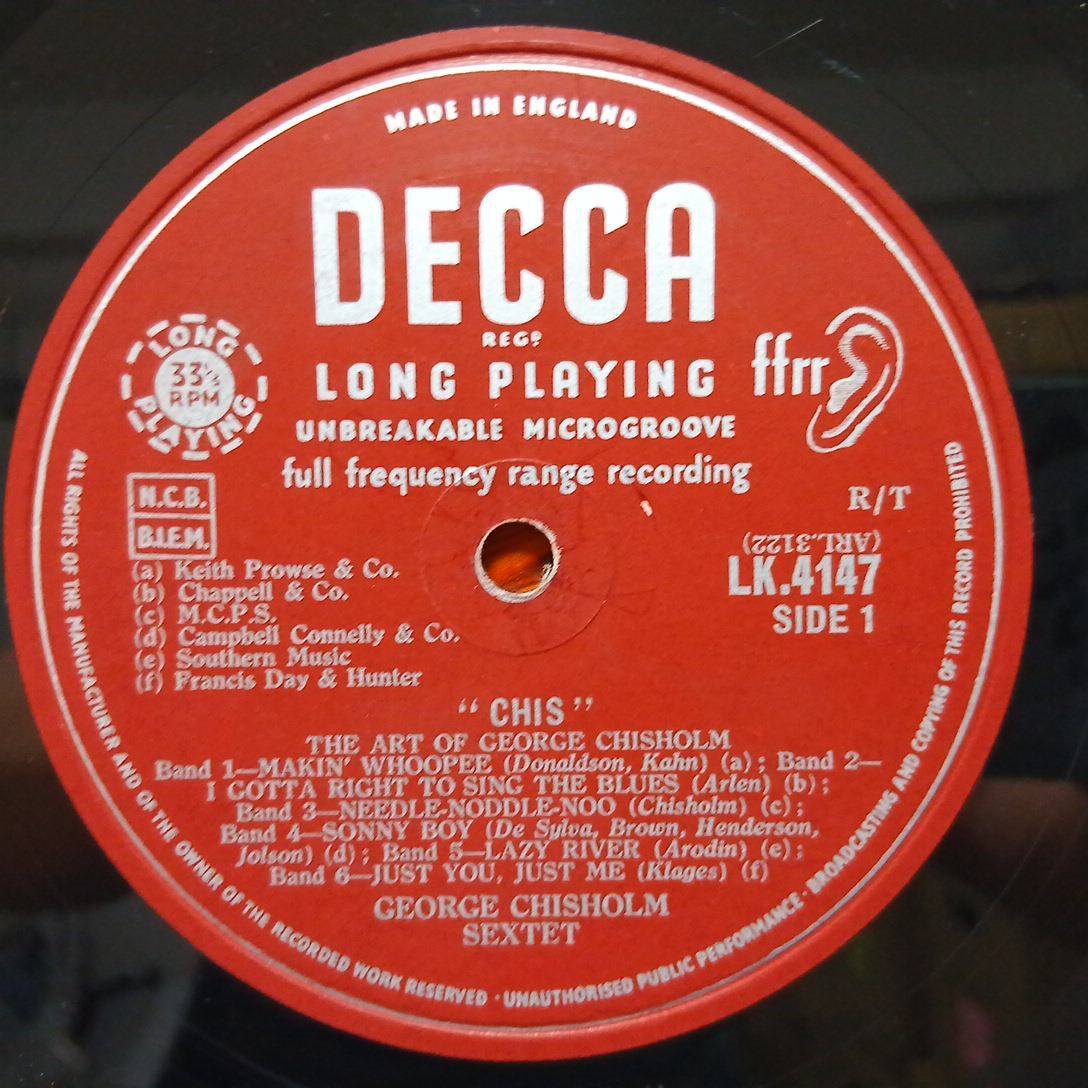 MADE IN ENGLAND
DECCA
REGD
LONG PLAYING
UNBREAKABLE MICROGROOVE
full frequency range recording
LONG
33⅓
RPM
PLAYING
ffrr
N.C.B.
B.I.E.M.
R/T
(ARL.3122)
LK.4147
SIDE 1
(a) Keith Prowse & Co.
(b) Chappell & Co.
(c) M.C.P.S.
(d) Campbell Connelly & Co.
(e) Southern Music
(f) Francis Day & Hunter
“ CHIS ”
THE ART OF GEORGE CHISHOLM
Band 1—MAKIN' WHOOPEE (Donaldson, Kahn) (a) ; Band 2—
I GOTTA RIGHT TO SING THE BLUES (Arlen) (b) ;
Band 3—NEEDLE-NODDLE-NOO (Chisholm) (c) ;
Band 4—SONNY BOY (De Sylva, Brown, Henderson,
Jolson) (d) ; Band 5—LAZY RIVER (Arodin) (e) ;
Band 6—JUST YOU, JUST ME (Klages) (f)
GEORGE CHISHOLM
SEXTET
ALL RIGHTS OF THE MANUFACTURER AND OF THE OWNER OF THE RECORDED WORK RESERVED · UNAUTHORISED PUBLIC PERFORMANCE · BROADCASTING AND COPYING OF THIS RECORD PROHIBITED